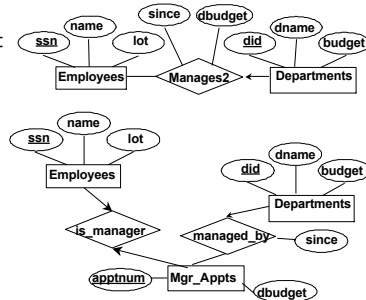 t
since dbudget
name dname
ssn lot did budget
Employees Manages2 Departments
name
ssn lot dname
did budget
Employees
Departments
is_manager managed_by since
apptnum Mgr_Appts
dbudget